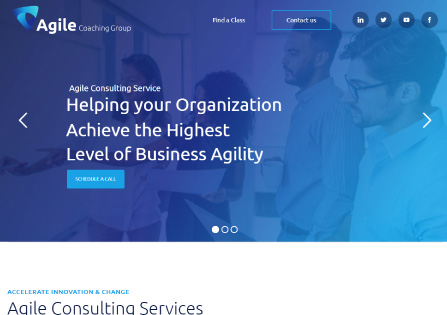 Agile Coaching Group
Find a Class
Contact us
Agile Consulting Service
Helping your Organization
Achieve the Highest
Level of Business Agility
SCHEDULE A CALL
ACCELERATE INNOVATION & CHANGE
Agile Consulting Services